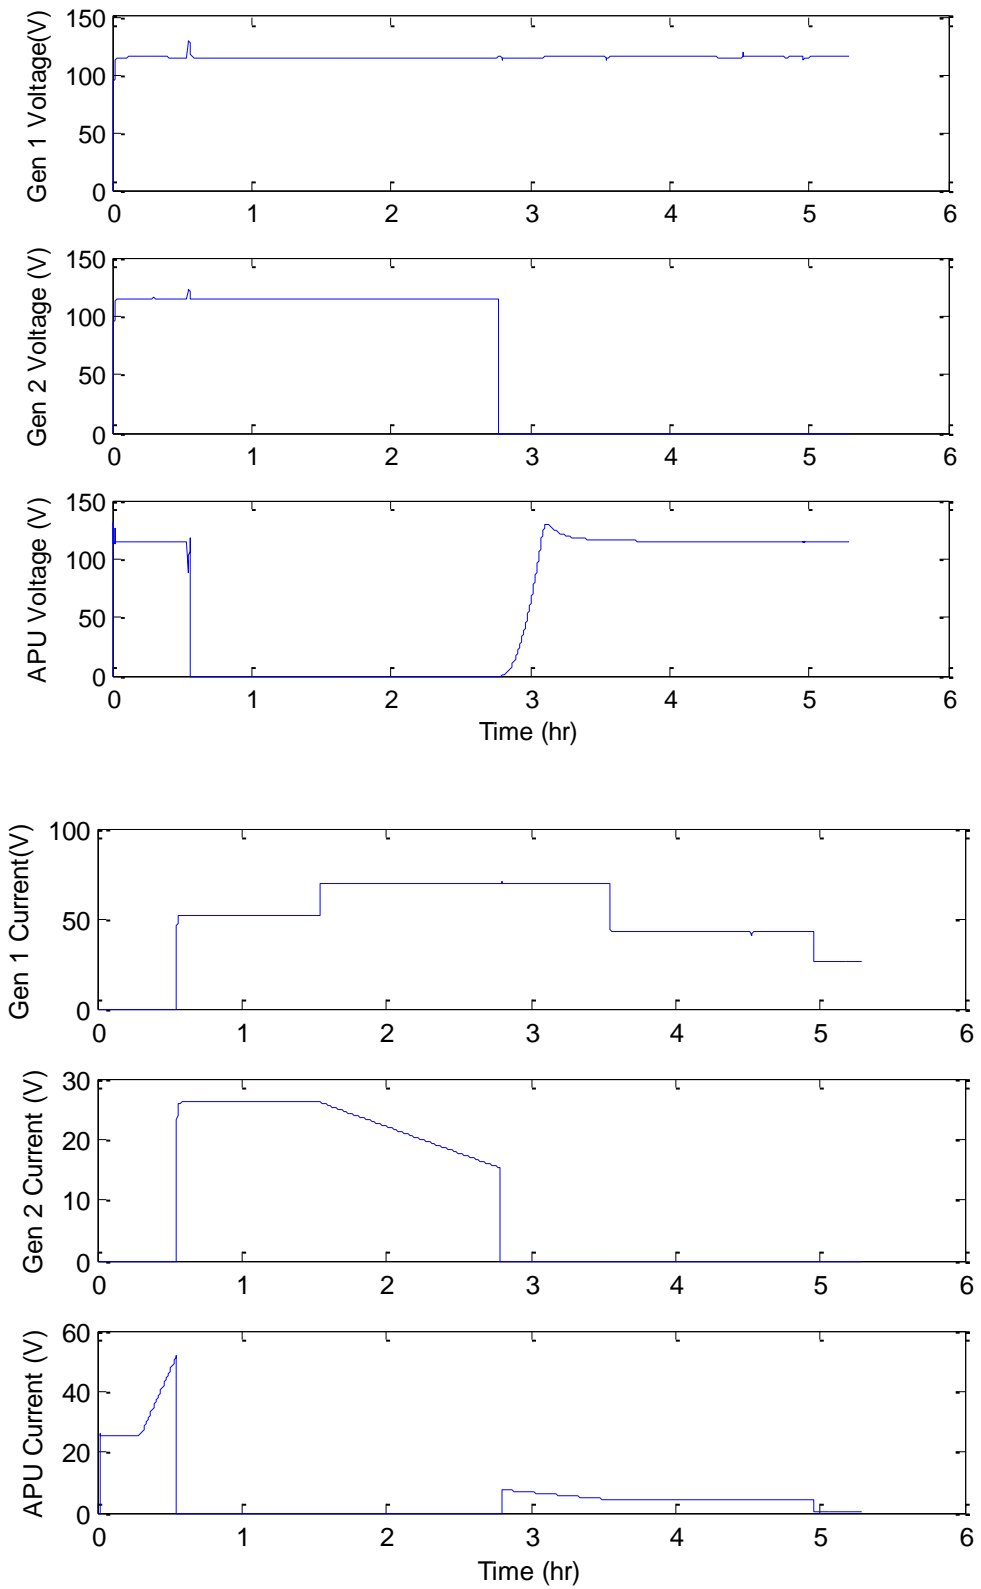 150
100
50
0
Gen 1 Voltage(V)
0 1 2 3 4 5 6
150
100
50
0
Gen 2 Voltage (V)
0 1 2 3 4 5 6
150
100
50
0
APU Voltage (V)
0 1 2 3 4 5 6
Time (hr)
100
50
0
Gen 1 Current(V)
0 1 2 3 4 5 6
30
20
10
0
Gen 2 Current (V)
0 1 2 3 4 5 6
60
40
20
0
APU Current (V)
0 1 2 3 4 5 6
Time (hr)